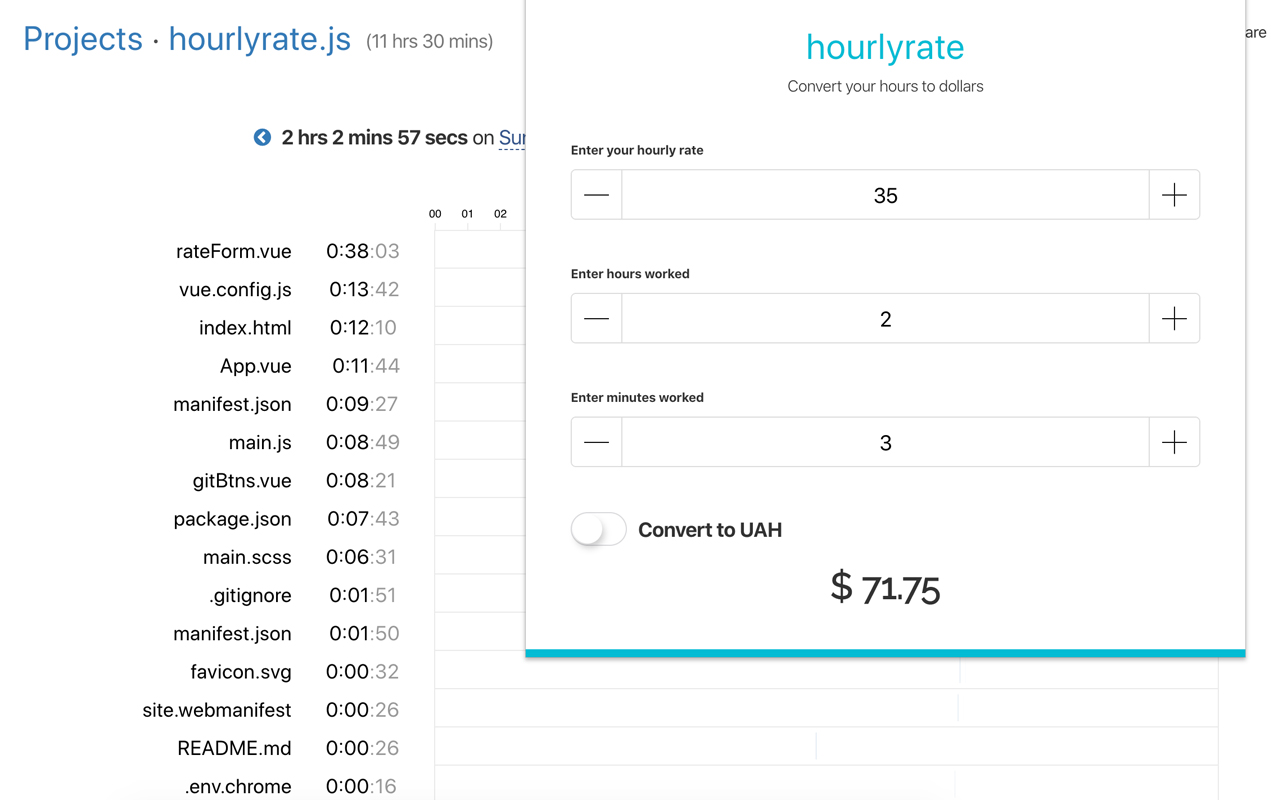 Projects · hourlyrate.js (11 hrs 30 mins)
2 hrs 2 mins 57 secs on Sun
00 01 02
rateForm.vue 0:38:03
vue.config.js 0:13:42
index.html 0:12:10
App.vue 0:11:44
manifest.json 0:09:27
main.js 0:08:49
gitBtns.vue 0:08:21
package.json 0:07:43
main.scss 0:06:31
.gitignore 0:01:51
manifest.json 0:01:50
favicon.svg 0:00:32
site.webmanifest 0:00:26
README.md 0:00:26
.env.chrome 0:00:16
hourlyrate
Convert your hours to dollars
Enter your hourly rate
— 35 +
Enter hours worked
— 2 +
Enter minutes worked
— 3 +
Convert to UAH
$ 71.75
are